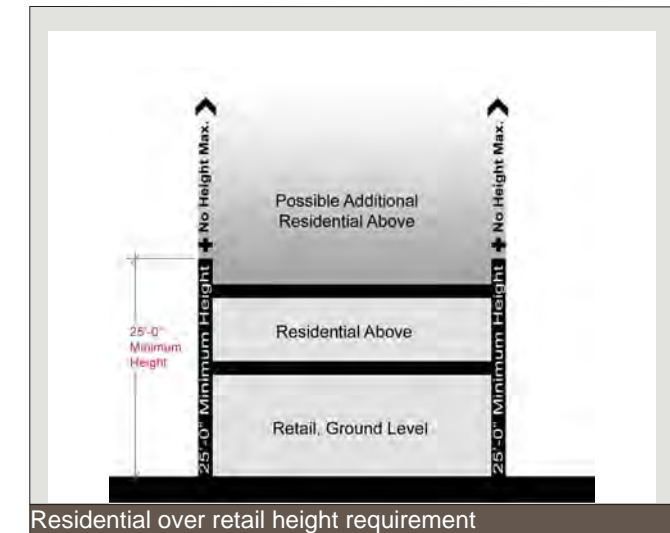 No Height Max.
No Height Max.
Possible Additional
Residential Above
25'-0" Minimum Height
25'-0"
Minimum
Height
Residential Above
25'-0" Minimum Height
Retail, Ground Level
Residential over retail height requirement